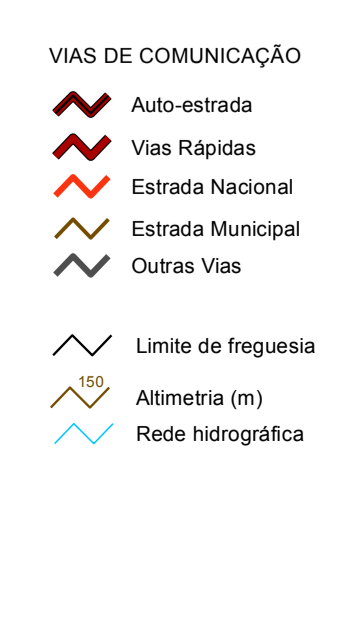 VIAS DE COMUNICAÇÃO
Auto-estrada
Vias Rápidas
Estrada Nacional
Estrada Municipal
Outras Vias
Limite de freguesia
150
Altimetria (m)
Rede hidrográfica